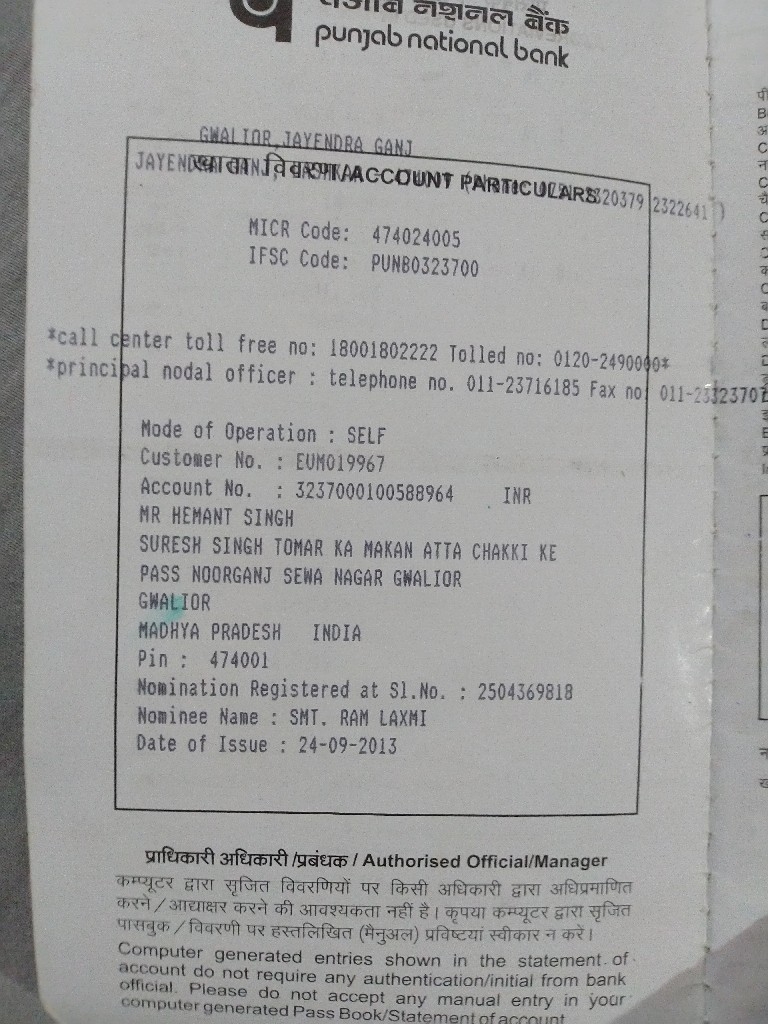 नैशनल बैंक
punjab national bank
GWALIOR,JAYENDRA GANJ
खाता विवरण/ACCOUNT PARTICULARS
2320379 2322641 )
MICR Code: 474024005
IFSC Code: PUNB0323700
*call center toll free no: 18001802222 Tolled no: 0120-2490000*
*principal nodal officer : telephone no. 011-23716185 Fax no 011-2332370
Mode of Operation : SELF
Customer No. : EUM019967
Account No. : 3237000100588964 INR
MR HEMANT SINGH
SURESH SINGH TOMAR KA MAKAN ATTA CHAKKI KE
PASS NOORGANJ SEWA NAGAR GWALIOR
GWALIOR
MADHYA PRADESH INDIA
Pin : 474001
Nomination Registered at Sl.No. : 2504369818
Nominee Name : SMT. RAM LAXMI
Date of Issue : 24-09-2013
प्राधिकारी अधिकारी/प्रबंधक / Authorised Official/Manager
कम्प्यूटर द्वारा सृजित विवरणियों पर किसी अधिकारी द्वारा अधिप्रमाणित
करने / आद्याक्षर करने की आवश्यकता नहीं है। कृपया कम्प्यूटर द्वारा सृजित
पासबुक / विवरणी पर हस्तलिखित (मैनुअल) प्रविष्टियां स्वीकार न करें।
Computer generated entries shown in the statement of
account do not require any authentication/initial from bank
official. Please do not accept any manual entry in your
computer generated Pass Book/Statement of account